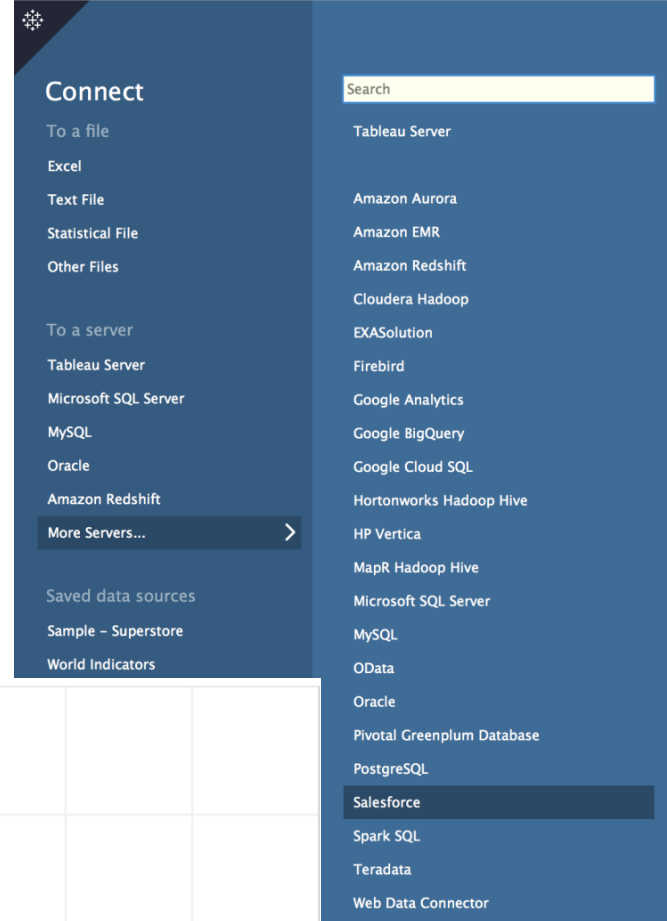 Connect
To a file
Excel
Text File
Statistical File
Other Files
To a server
Tableau Server
Microsoft SQL Server
MySQL
Oracle
Amazon Redshift
More Servers...
Saved data sources
Sample – Superstore
World Indicators
Search
Tableau Server
Amazon Aurora
Amazon EMR
Amazon Redshift
Cloudera Hadoop
EXASolution
Firebird
Google Analytics
Google BigQuery
Google Cloud SQL
Hortonworks Hadoop Hive
HP Vertica
MapR Hadoop Hive
Microsoft SQL Server
MySQL
OData
Oracle
Pivotal Greenplum Database
PostgreSQL
Salesforce
Spark SQL
Teradata
Web Data Connector